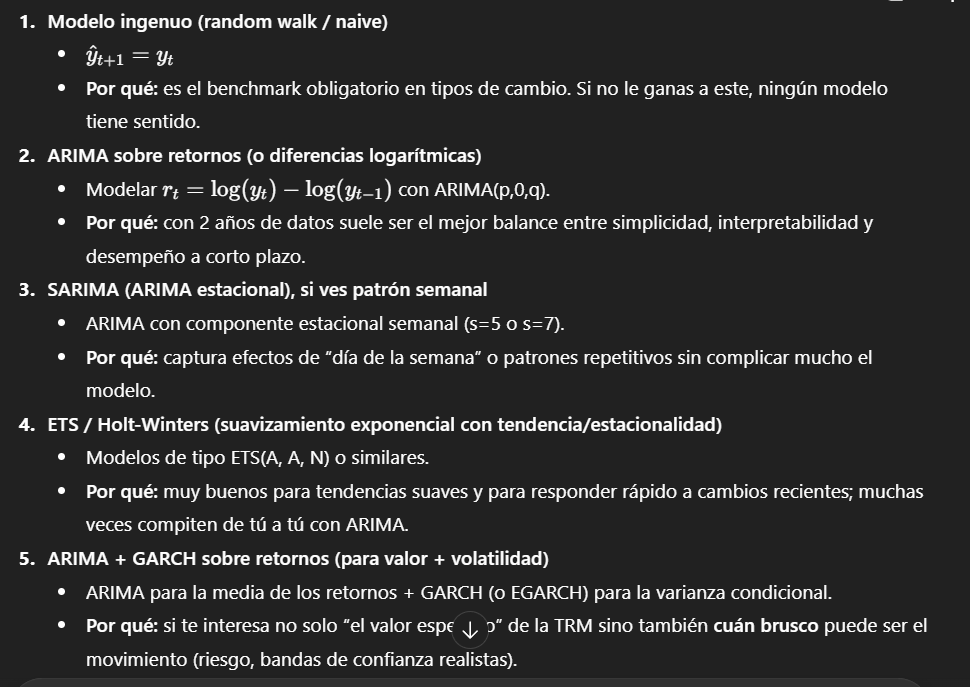 1. Modelo ingenuo (random walk / naive)
• ŷₜ₊₁ = yₜ
• Por qué: es el benchmark obligatorio en tipos de cambio. Si no le ganas a este, ningún modelo
tiene sentido.
2. ARIMA sobre retornos (o diferencias logarítmicas)
• Modelar rₜ = log(yₜ) − log(yₜ₋₁) con ARIMA(p,0,q).
• Por qué: con 2 años de datos suele ser el mejor balance entre simplicidad, interpretabilidad y
desempeño a corto plazo.
3. SARIMA (ARIMA estacional), si ves patrón semanal
• ARIMA con componente estacional semanal (s=5 o s=7).
• Por qué: captura efectos de “día de la semana” o patrones repetitivos sin complicar mucho el
modelo.
4. ETS / Holt-Winters (suavizamiento exponencial con tendencia/estacionalidad)
• Modelos de tipo ETS(A, A, N) o similares.
• Por qué: muy buenos para tendencias suaves y para responder rápido a cambios recientes; muchas
veces compiten de tú a tú con ARIMA.
5. ARIMA + GARCH sobre retornos (para valor + volatilidad)
• ARIMA para la media de los retornos + GARCH (o EGARCH) para la varianza condicional.
• Por qué: si te interesa no solo “el valor de la TRM sino también cuán brusco puede ser el
movimiento (riesgo, bandas de confianza realistas).